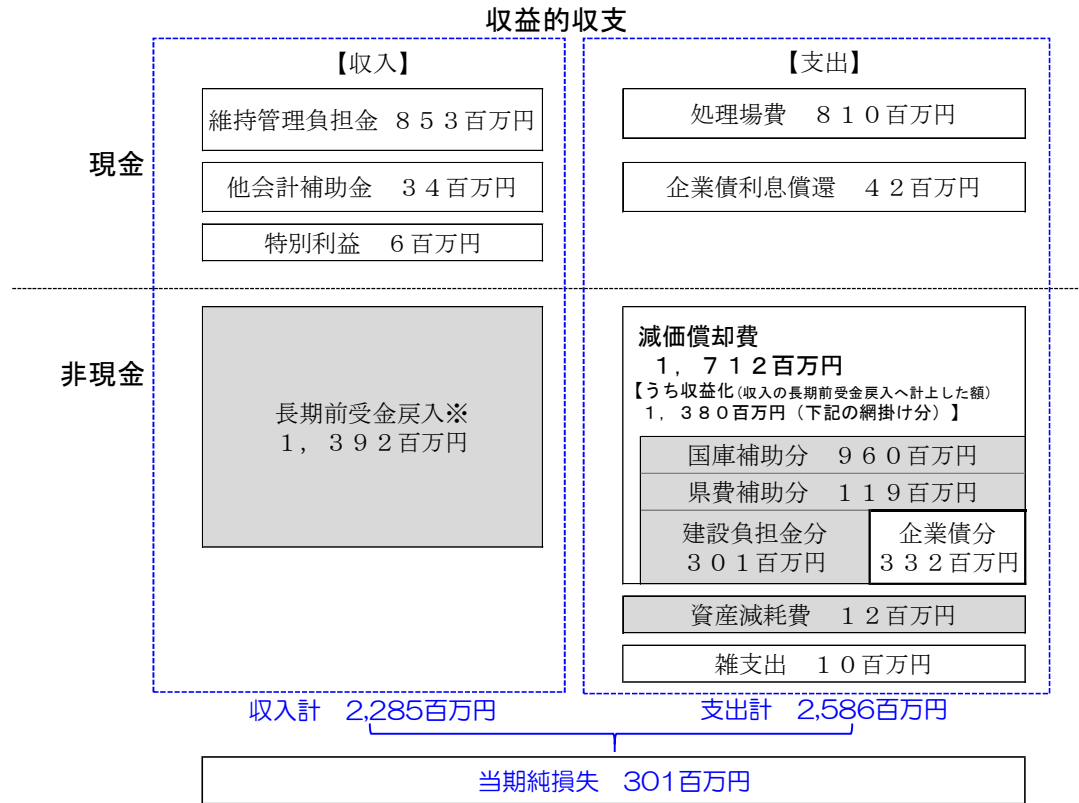 収益的収支
【収入】
【支出】
現金
維持管理負担金 ８５３百万円
他会計補助金 ３４百万円
特別利益 ６百万円
処理場費 ８１０百万円
企業債利息償還 ４２百万円
非現金
長期前受金戻入※
１，３９２百万円
減価償却費
１，７１２百万円
【うち収益化(収入の長期前受金戻入へ計上した額)
１，３８０百万円（下記の網掛け分）】
国庫補助分 ９６０百万円
県費補助分 １１９百万円
建設負担金分
３０１百万円
企業債分
３３２百万円
資産減耗費 １２百万円
雑支出 １０百万円
収入計 2,285百万円
支出計 2,586百万円
当期純損失 301百万円